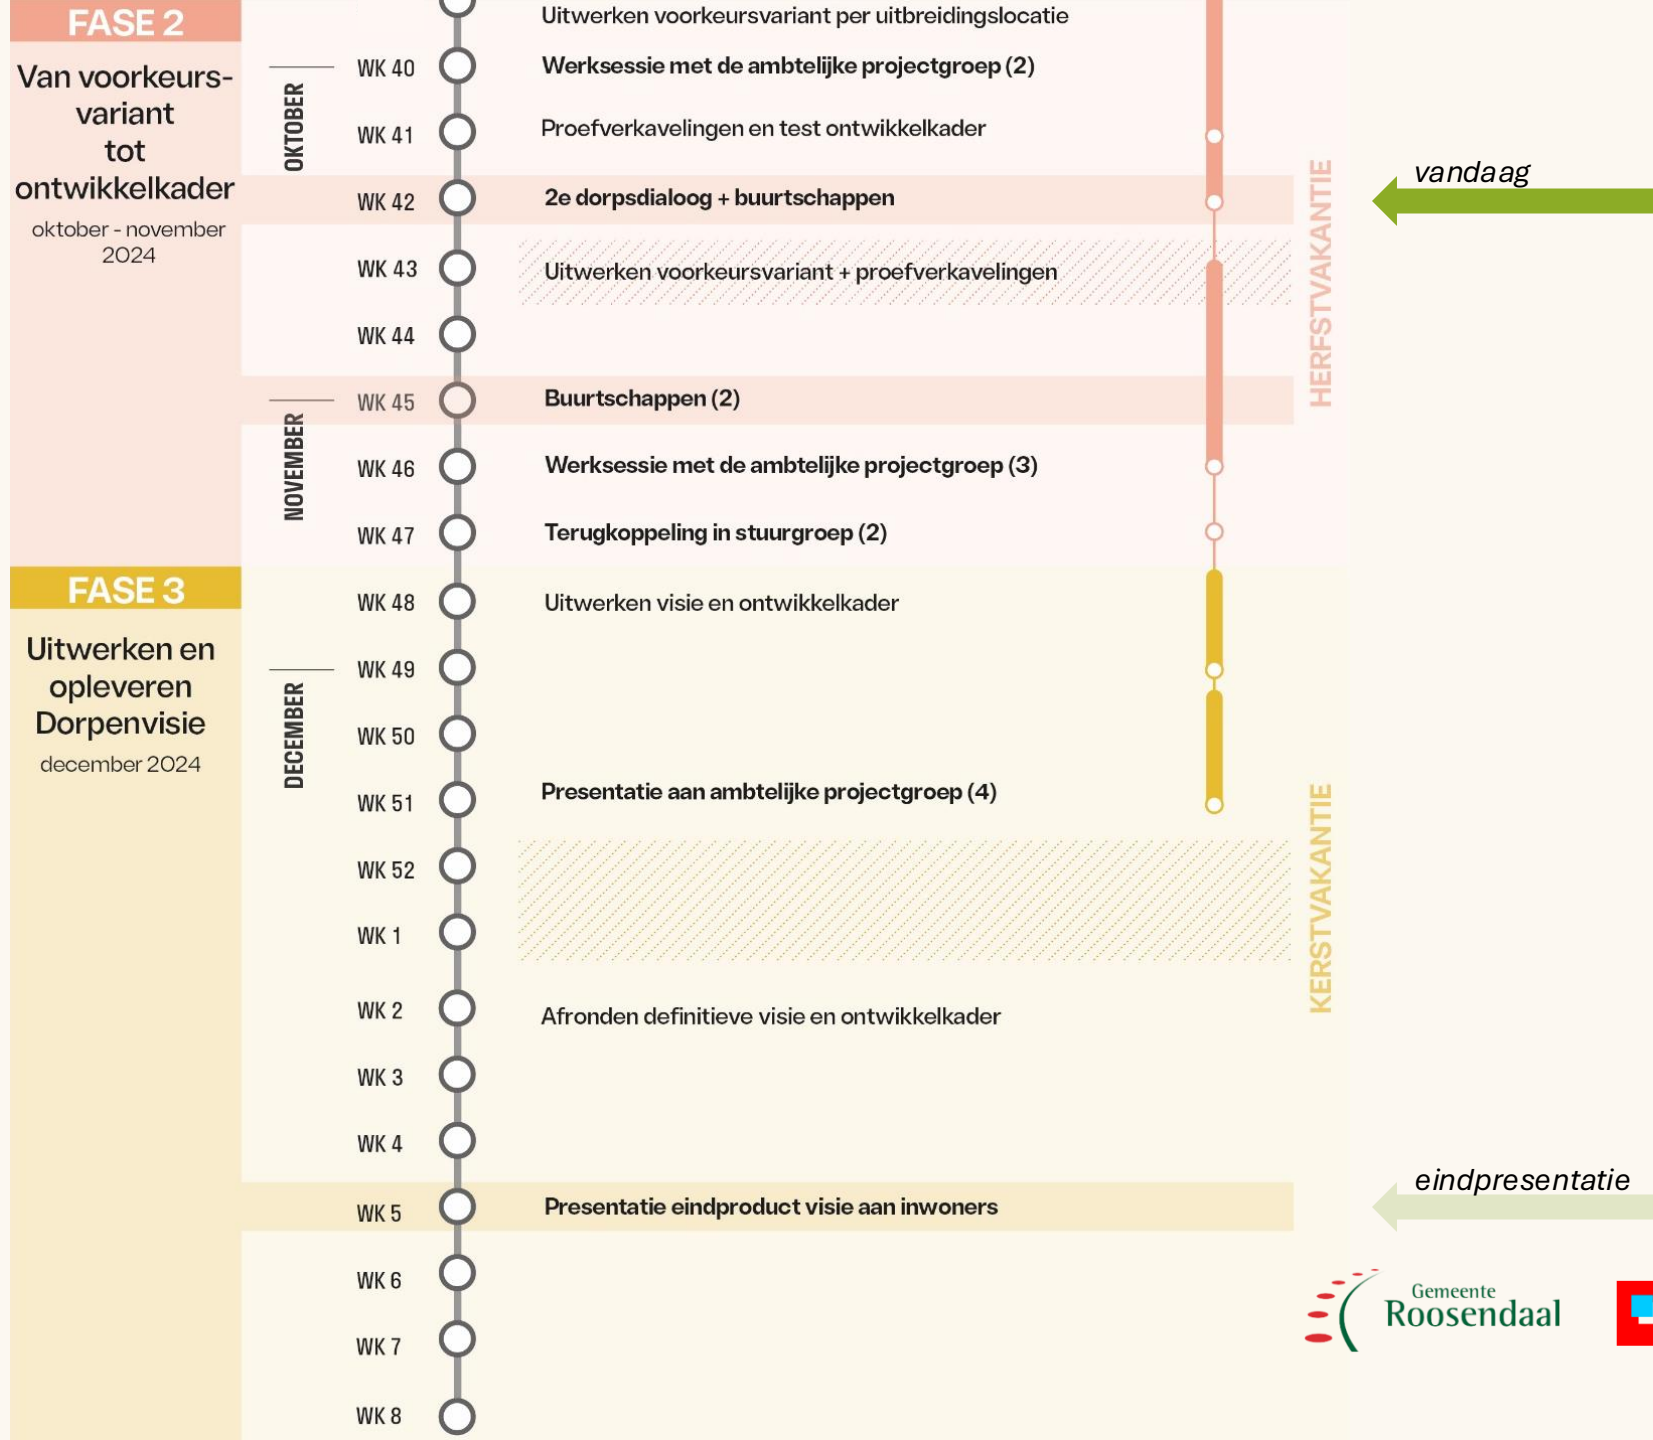 FASE 2
Van voorkeurs-
variant
tot
ontwikkelkader
oktober - november
2024
Uitwerken voorkeursvariant per uitbreidingslocatie
OKTOBER
WK 40 Werksessie met de ambtelijke projectgroep (2)
WK 41 Proefverkavelingen en test ontwikkelkader
WK 42 2e dorpsdialoog + buurtschappen
vandaag
WK 43 Uitwerken voorkeursvariant + proefverkavelingen
HERFSTVAKANTIE
WK 44
NOVEMBER
WK 45 Buurtschappen (2)
WK 46 Werksessie met de ambtelijke projectgroep (3)
WK 47 Terugkoppeling in stuurgroep (2)
FASE 3
Uitwerken en
opleveren
Dorpenvisie
december 2024
WK 48 Uitwerken visie en ontwikkelkader
DECEMBER
WK 49
WK 50
WK 51 Presentatie aan ambtelijke projectgroep (4)
WK 52
KERSTVAKANTIE
WK 1
WK 2 Afronden definitieve visie en ontwikkelkader
WK 3
WK 4
WK 5 Presentatie eindproduct visie aan inwoners
eindpresentatie
WK 6
WK 7
WK 8
Gemeente
Roosendaal